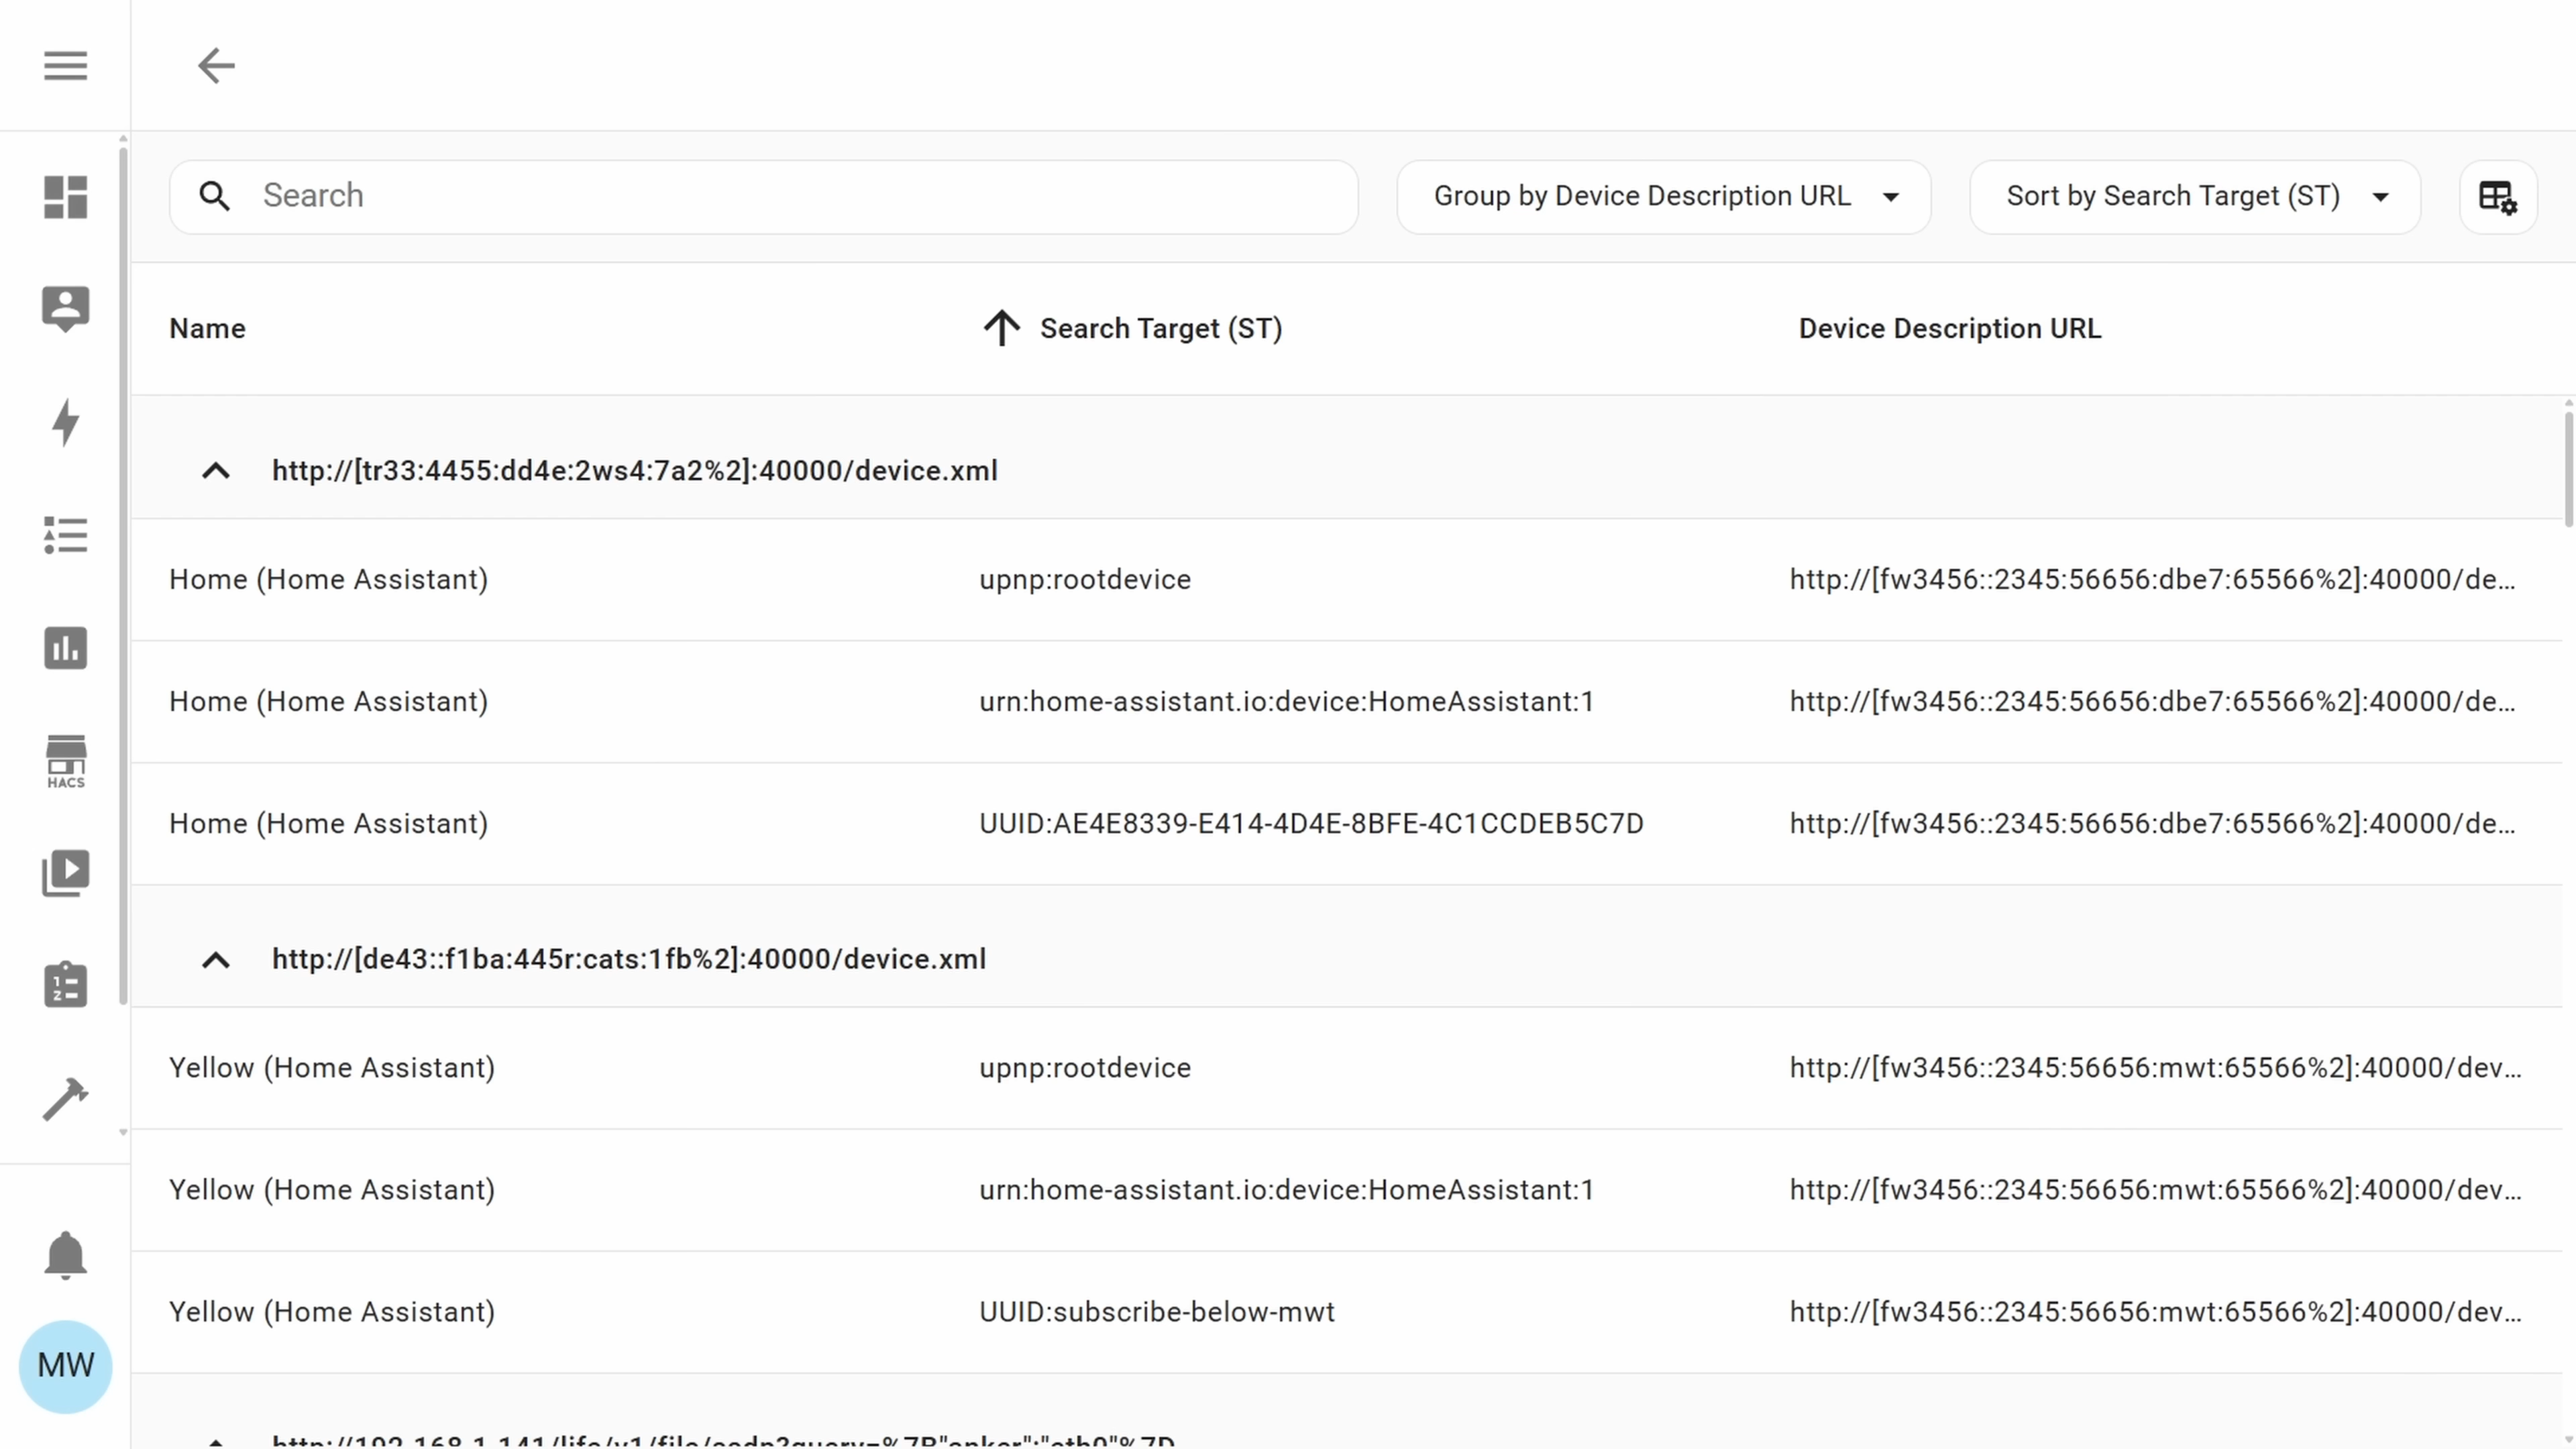 Search
Group by Device Description URL
Sort by Search Target (ST)
Name
Search Target (ST)
Device Description URL
http://[tr33:4455:dd4e:2ws4:7a2%2]:40000/device.xml
Home (Home Assistant) upnp:rootdevice http://[fw3456::2345:56656:dbe7:65566%2]:40000/de…
Home (Home Assistant) urn:home-assistant.io:device:HomeAssistant:1 http://[fw3456::2345:56656:dbe7:65566%2]:40000/de…
HACS
Home (Home Assistant) UUID:AE4E8339-E414-4D4E-8BFE-4C1CCDEB5C7D http://[fw3456::2345:56656:dbe7:65566%2]:40000/de…
http://[de43::f1ba:445r:cats:1fb%2]:40000/device.xml
Yellow (Home Assistant) upnp:rootdevice http://[fw3456::2345:56656:mwt:65566%2]:40000/dev…
Yellow (Home Assistant) urn:home-assistant.io:device:HomeAssistant:1 http://[fw3456::2345:56656:mwt:65566%2]:40000/dev…
Yellow (Home Assistant) UUID:subscribe-below-mwt http://[fw3456::2345:56656:mwt:65566%2]:40000/dev…
MW